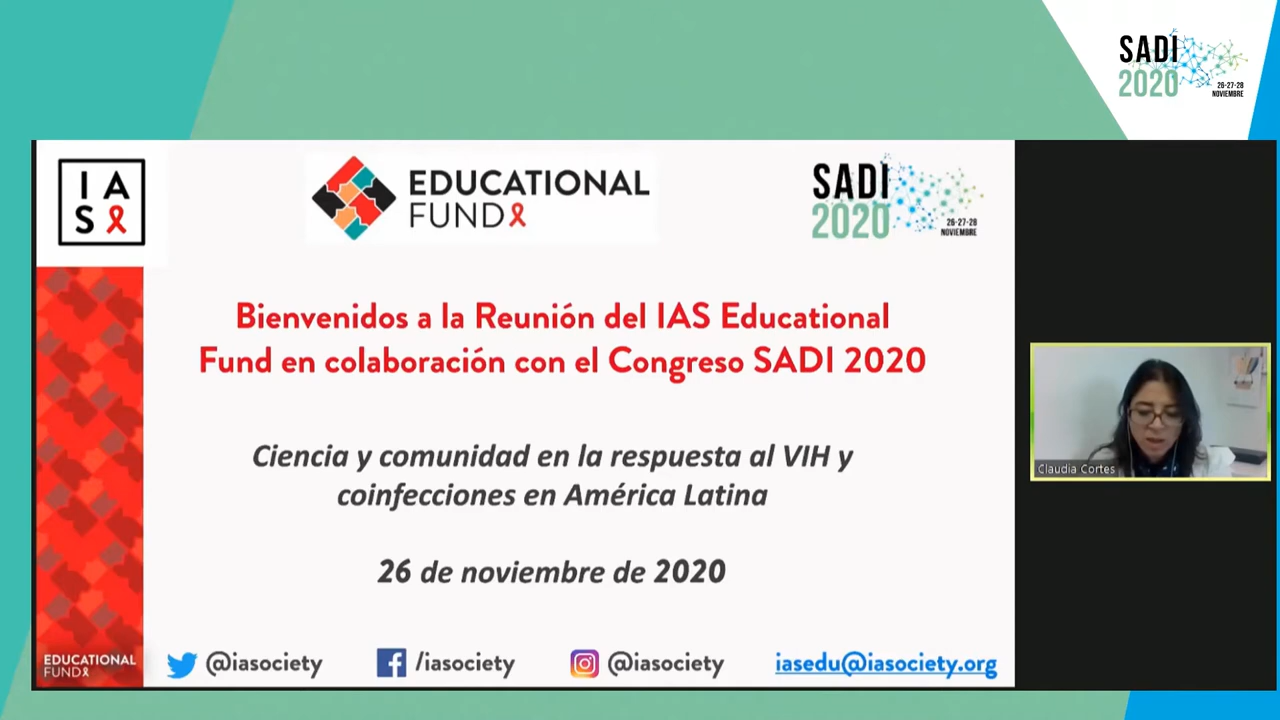 SADI
2020
26-27-28
NOVIEMBRE
I A
S
EDUCATIONAL
FUND
SADI
2020
26-27-28
NOVIEMBRE
Bienvenidos a la Reunión del IAS Educational
Fund en colaboración con el Congreso SADI 2020
Ciencia y comunidad en la respuesta al VIH y
coinfecciones en América Latina
26 de noviembre de 2020
Claudia Cortes
EDUCATIONAL
FUND
@iasociety
/iasociety
@iasociety
iasedu@iasociety.org